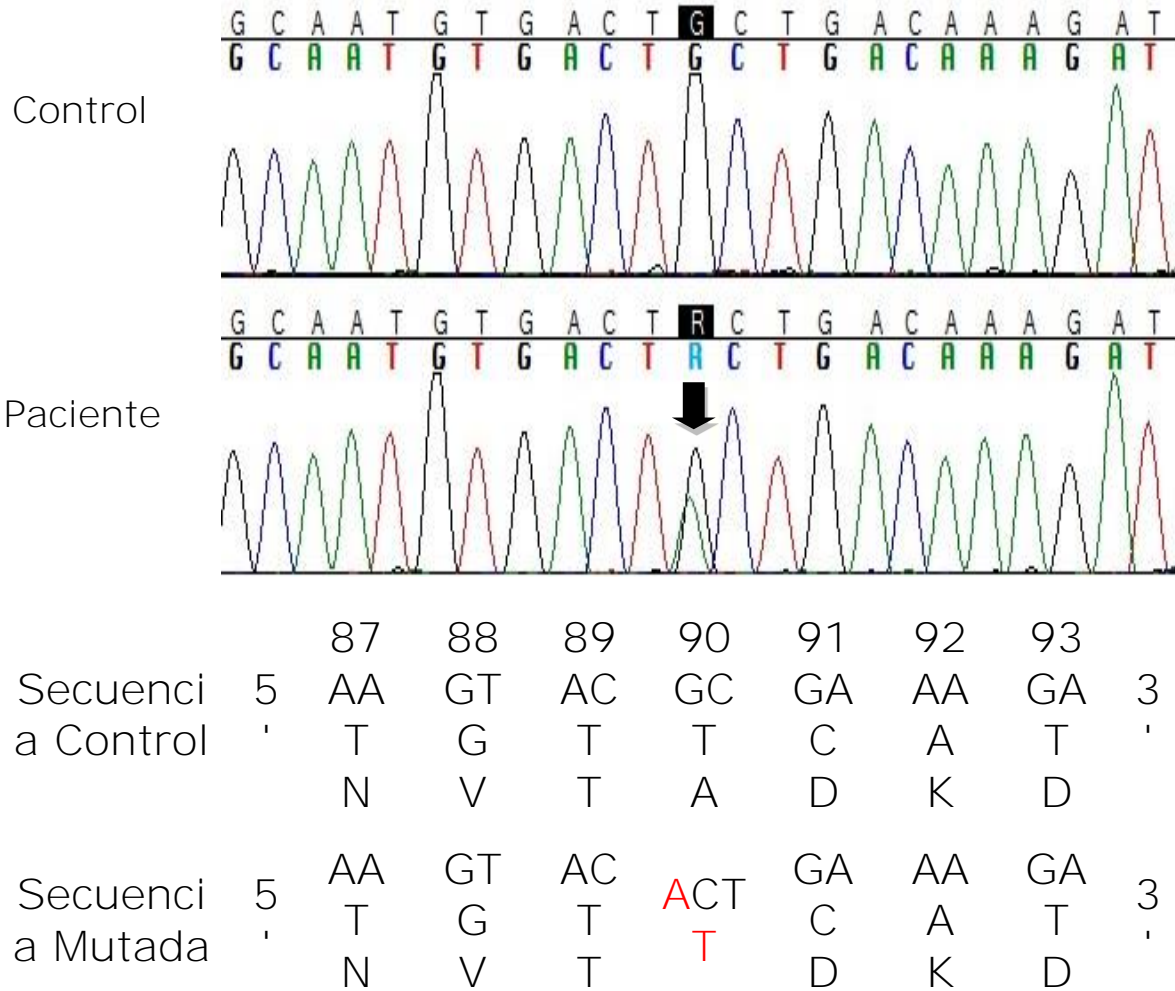 G C A A T G T G A C T G C T G A C A A A G A T
G C A A T G T G A C T G C T G A C A A A G A T
Control
G C A A T G T G A C T R C T G A C A A A G A T
G C A A T G T G A C T R C T G A C A A A G A T
Paciente
87 88 89 90 91 92 93
Secuenci 5 AA GT AC GC GA AA GA 3
a Control ' T G T T C A T '
N V T A D K D
AA GT AC GA AA GA
Secuenci 5 ACT 3
T G T C A T
a Mutada ' T '
N V T D K D